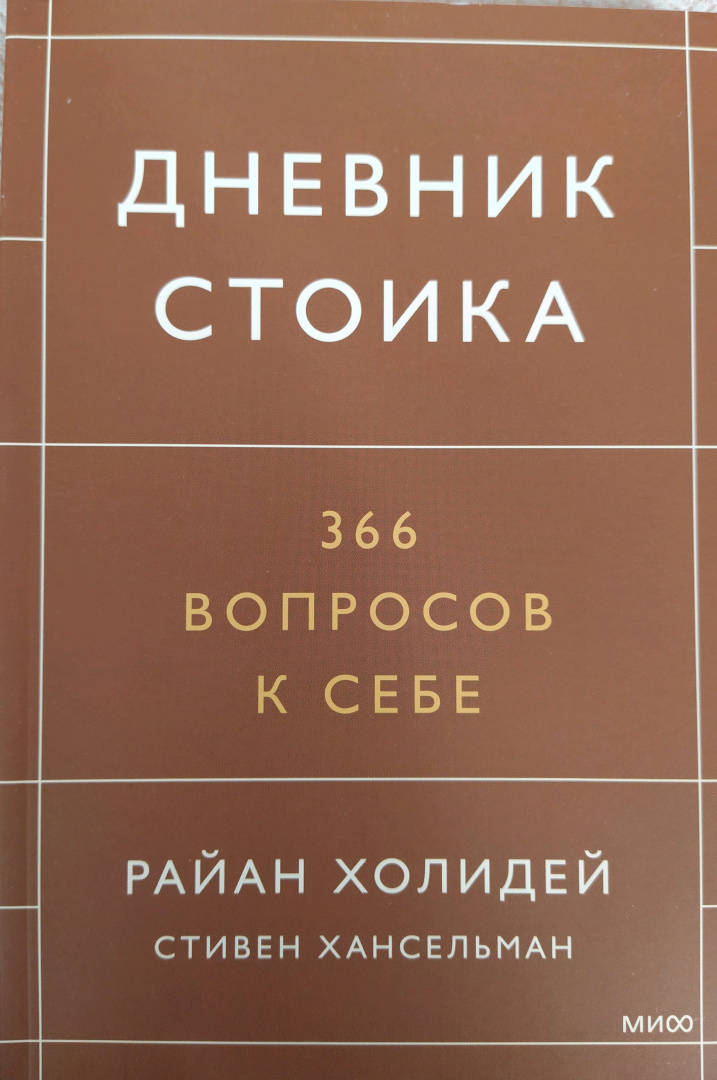 ДНЕВНИК
СТОИКА
366
ВОПРОСОВ
К СЕБЕ
РАЙАН ХОЛИДЕЙ
СТИВЕН ХАНСЕЛЬМАН
МИФ